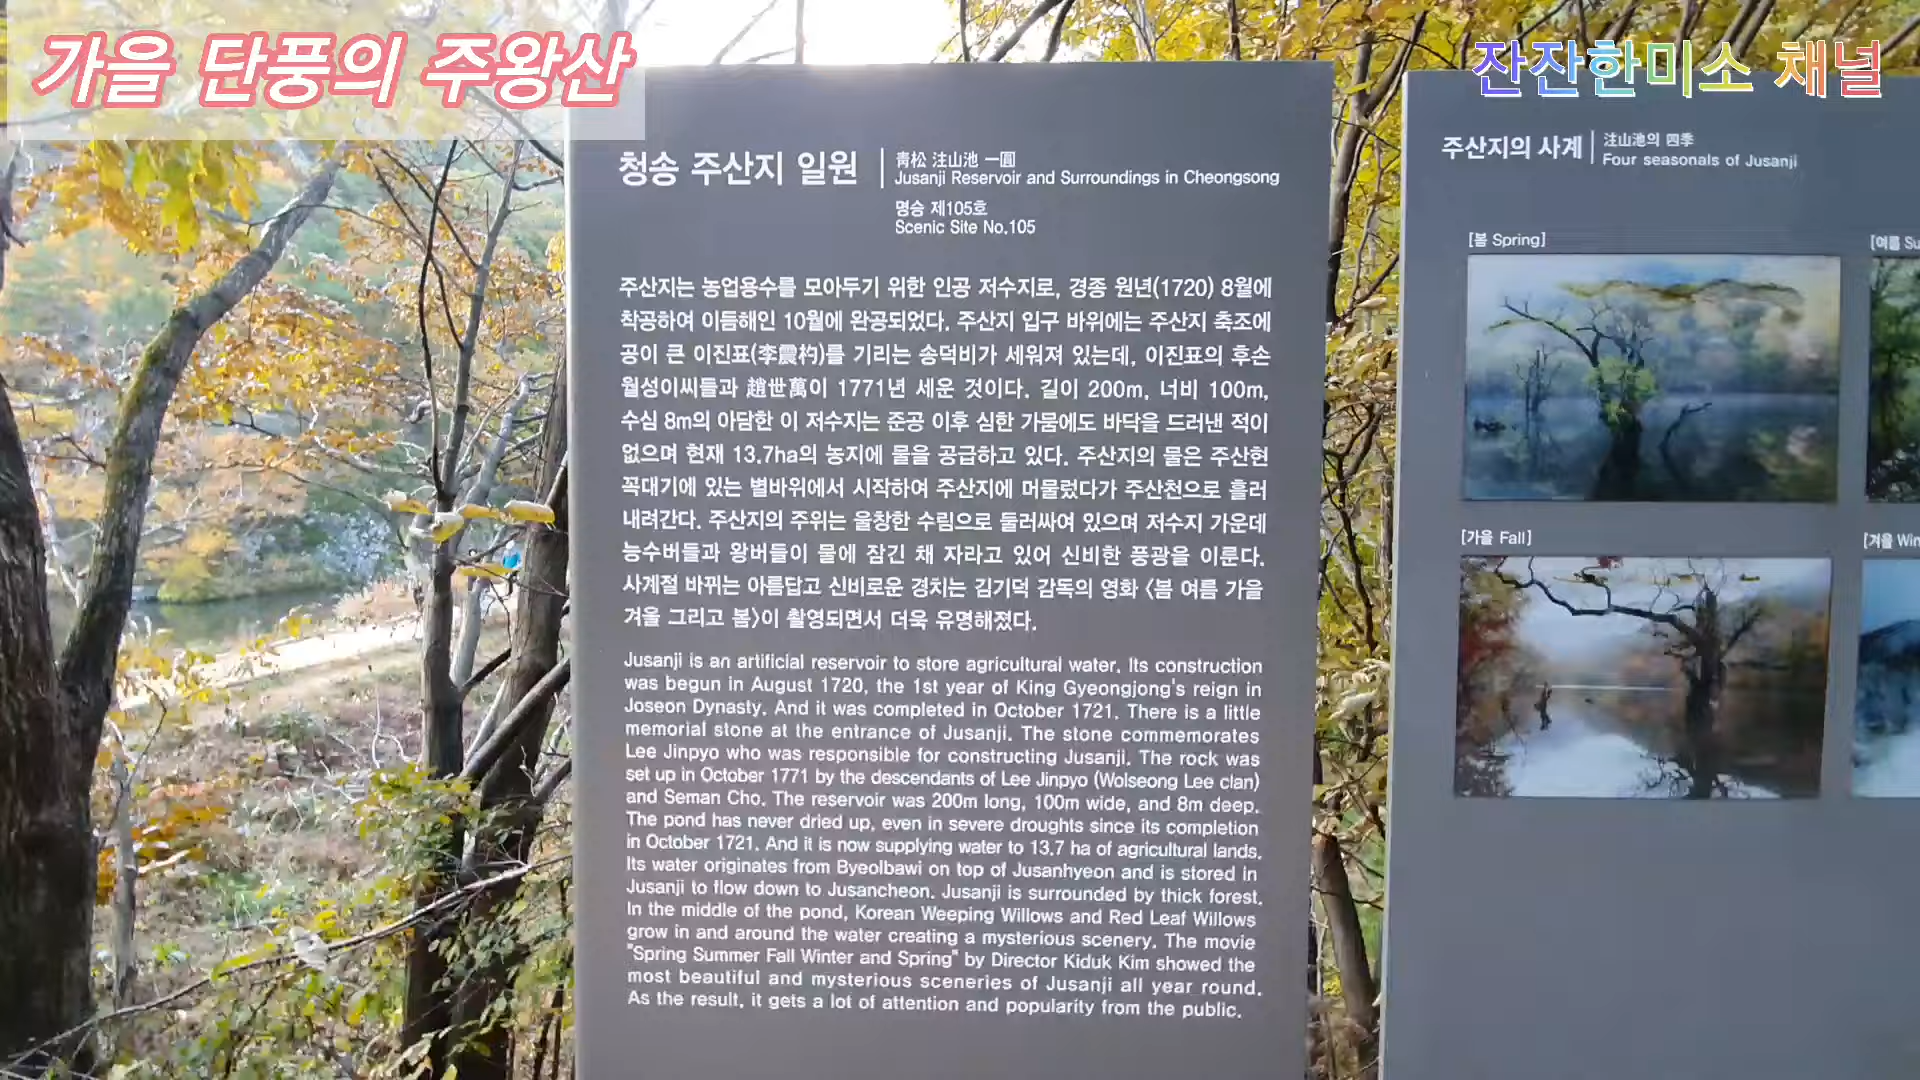 가을 단풍의 주왕산
잔잔한미소 채널
청송 주산지 일원
靑松 注山池 一圓
Jusanji Reservoir and Surroundings in Cheongsong
명승 제105호
Scenic Site No.105
주산지는 농업용수를 모아두기 위한 인공 저수지로, 경종 원년(1720) 8월에
착공하여 이듬해인 10월에 완공되었다. 주산지 입구 바위에는 주산지 축조에
공이 큰 이진표(李震杓)를 기리는 송덕비가 세워져 있는데, 이진표의 후손
월성이씨들과 趙世萬이 1771년 세운 것이다. 길이 200m, 너비 100m,
수심 8m의 아담한 이 저수지는 준공 이후 심한 가뭄에도 바닥을 드러낸 적이
없으며 현재 13.7ha의 농지에 물을 공급하고 있다. 주산지의 물은 주산현
꼭대기에 있는 별바위에서 시작하여 주산지에 머물렀다가 주산천으로 흘러
내려간다. 주산지의 주위는 울창한 수림으로 둘러싸여 있으며 저수지 가운데
능수버들과 왕버들이 물에 잠긴 채 자라고 있어 신비한 풍광을 이룬다.
사계절 바뀌는 아름답고 신비로운 경치는 김기덕 감독의 영화 〈봄 여름 가을
겨울 그리고 봄〉이 촬영되면서 더욱 유명해졌다.
Jusanji is an artificial reservoir to store agricultural water. Its construction
was begun in August 1720, the 1st year of King Gyeongjong's reign in
Joseon Dynasty. And it was completed in October 1721. There is a little
memorial stone at the entrance of Jusanji. The stone commemorates
Lee Jinpyo who was responsible for constructing Jusanji. The rock was
set up in October 1771 by the descendants of Lee Jinpyo (Wolseong Lee clan)
and Seman Cho. The reservoir was 200m long, 100m wide, and 8m deep.
The pond has never dried up, even in severe droughts since its completion
in October 1721. And it is now supplying water to 13.7 ha of agricultural lands.
Its water originates from Byeolbawi on top of Jusanhyeon and is stored in
Jusanji to flow down to Jusancheon. Jusanji is surrounded by thick forest.
In the middle of the pond, Korean Weeping Willows and Red Leaf Willows
grow in and around the water creating a mysterious scenery. The movie
"Spring Summer Fall Winter and Spring" by Director Kiduk Kim showed the
most beautiful and mysterious sceneries of Jusanji all year round.
As the result, it gets a lot of attention and popularity from the public.
주산지의 사계
注山池의 四季
Four seasonals of Jusanji
[봄 Spring]
[여름 Su
[가을 Fall]
[겨울 Win